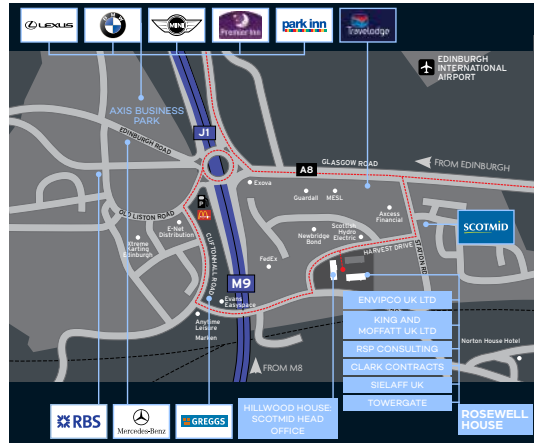 LEXUS
BMW
MINI
Premier Inn
park inn
Travelodge
EDINBURGH
INTERNATIONAL
AIRPORT
AXIS BUSINESS
PARK
EDINBURGH ROAD
J1
GLASGOW ROAD
A8
FROM EDINBURGH
Exova
Guardall
MESL
P
OLD LISTON ROAD
E-Net
Distribution
Xtreme
Karting
Edinburgh
CLIFTONHALL ROAD
Newbridge
Bond
Scottish
Hydro
Electric
Axcess
Financial
SCOTMID
HARVEST DRIVE
STATION RD
FedEx
M9
Evans
Easyspace
Anytime
Leisure
Marken
ENVIPCO UK LTD
KING AND
MOFFATT UK LTD
RSP CONSULTING
CLARK CONTRACTS
SIELAFF UK
TOWERGATE
Norton House Hotel
FROM M8
RBS
Mercedes-Benz
GREGGS
HILLWOOD HOUSE:
SCOTMID HEAD
OFFICE
ROSEWELL
HOUSE